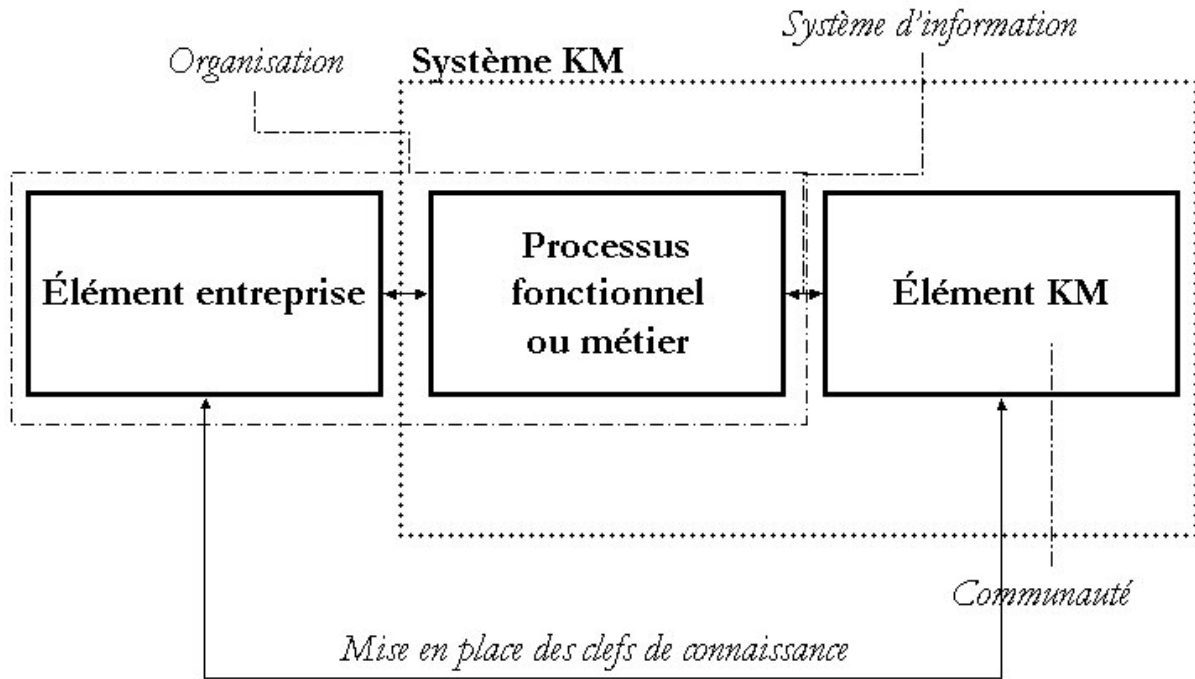 Système d'information
Organisation
Système KM
Élément entreprise
Processus
fonctionnel
ou métier
Élément KM
Communauté
Mise en place des clefs de connaissance